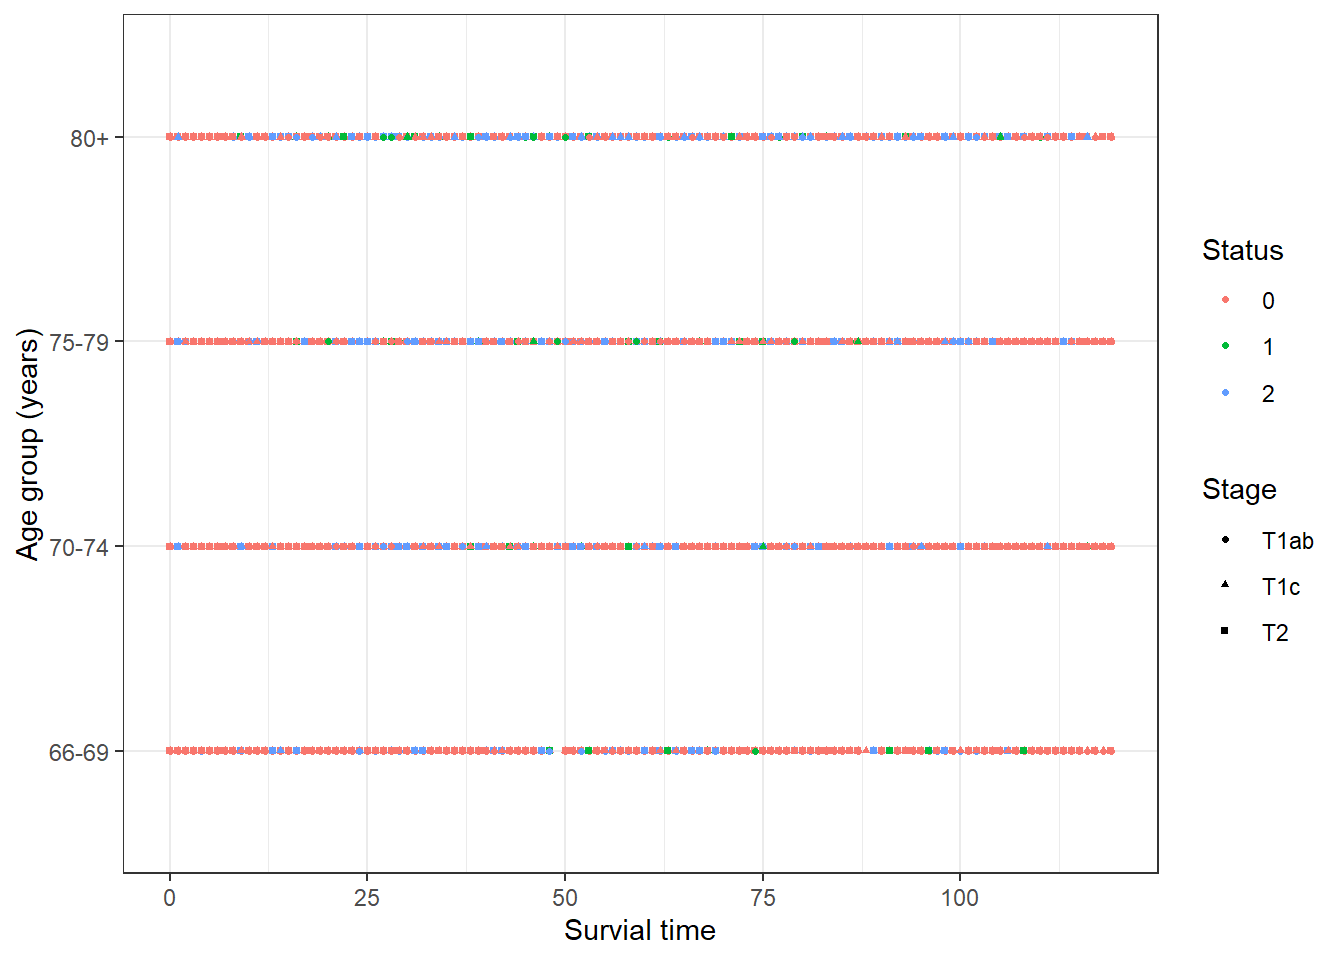 80+
75-79
70-74
66-69
Age group (years)
0
25
50
75
100
Survial time
Status
0
1
2
Stage
T1ab
T1c
T2